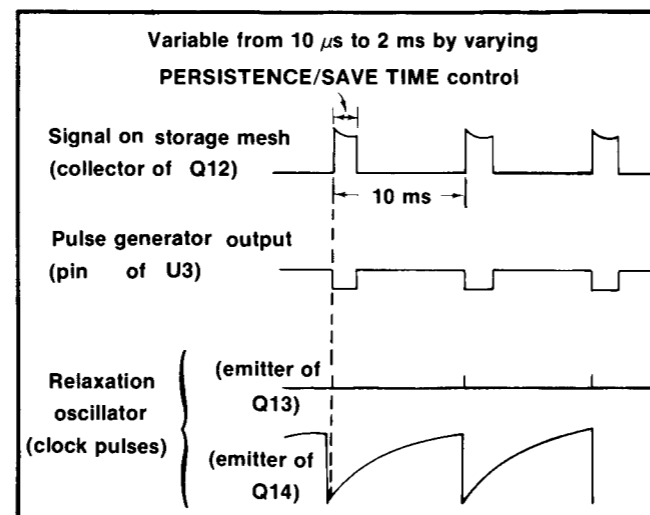 Variable from 10 μs to 2 ms by varying
PERSISTENCE/SAVE TIME control
Signal on storage mesh
(collector of Q12)
10 ms
Pulse generator output
(pin of U3)
Relaxation
oscillator
(clock pulses)
(emitter of
Q13)
(emitter of
Q14)